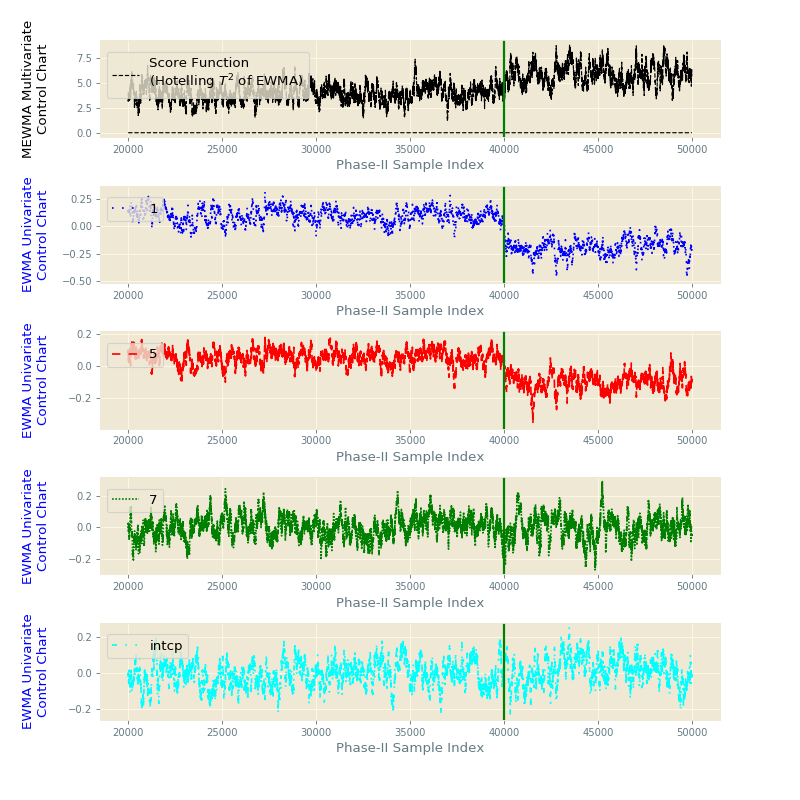 MEWMA Multivariate
Control Chart
7.5
5.0
2.5
0.0
Score Function
(Hotelling T² of EWMA)
20000 25000 30000 35000 40000 45000 50000
Phase-II Sample Index
EWMA Univariate
Control Chart
0.25
0.00
−0.25
−0.50
1
20000 25000 30000 35000 40000 45000 50000
Phase-II Sample Index
EWMA Univariate
Control Chart
0.2
0.0
−0.2
5
20000 25000 30000 35000 40000 45000 50000
Phase-II Sample Index
EWMA Univariate
Control Chart
0.2
0.0
−0.2
7
20000 25000 30000 35000 40000 45000 50000
Phase-II Sample Index
EWMA Univariate
Control Chart
0.2
0.0
−0.2
intcp
20000 25000 30000 35000 40000 45000 50000
Phase-II Sample Index